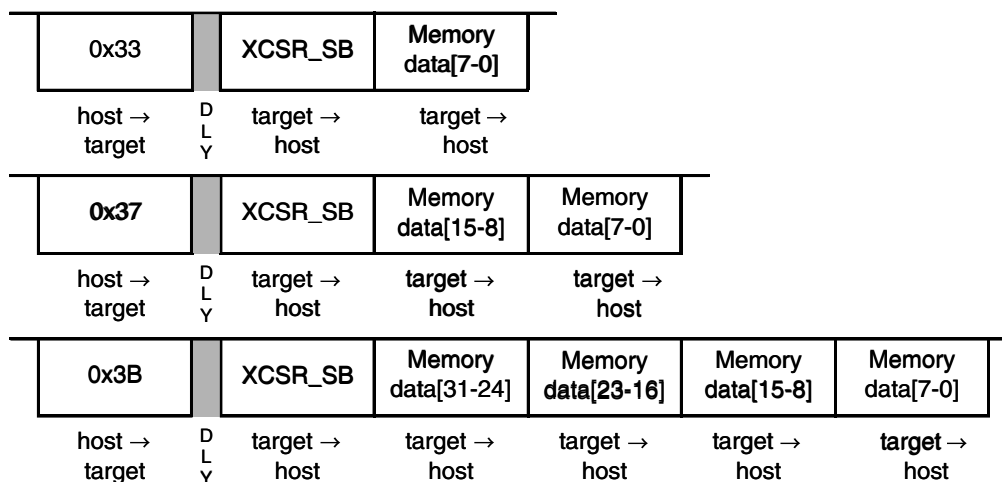 0x33 XCSR_SB Memory
data[7-0]
host → D target → target →
target L host host
Y
0x37 XCSR_SB Memory Memory
data[15-8] data[7-0]
host → D target → target → target →
target L host host host
Y
0x3B XCSR_SB Memory Memory Memory Memory
data[31-24] data[23-16] data[15-8] data[7-0]
host → D target → target → target → target → target →
target L host host host host host
Y